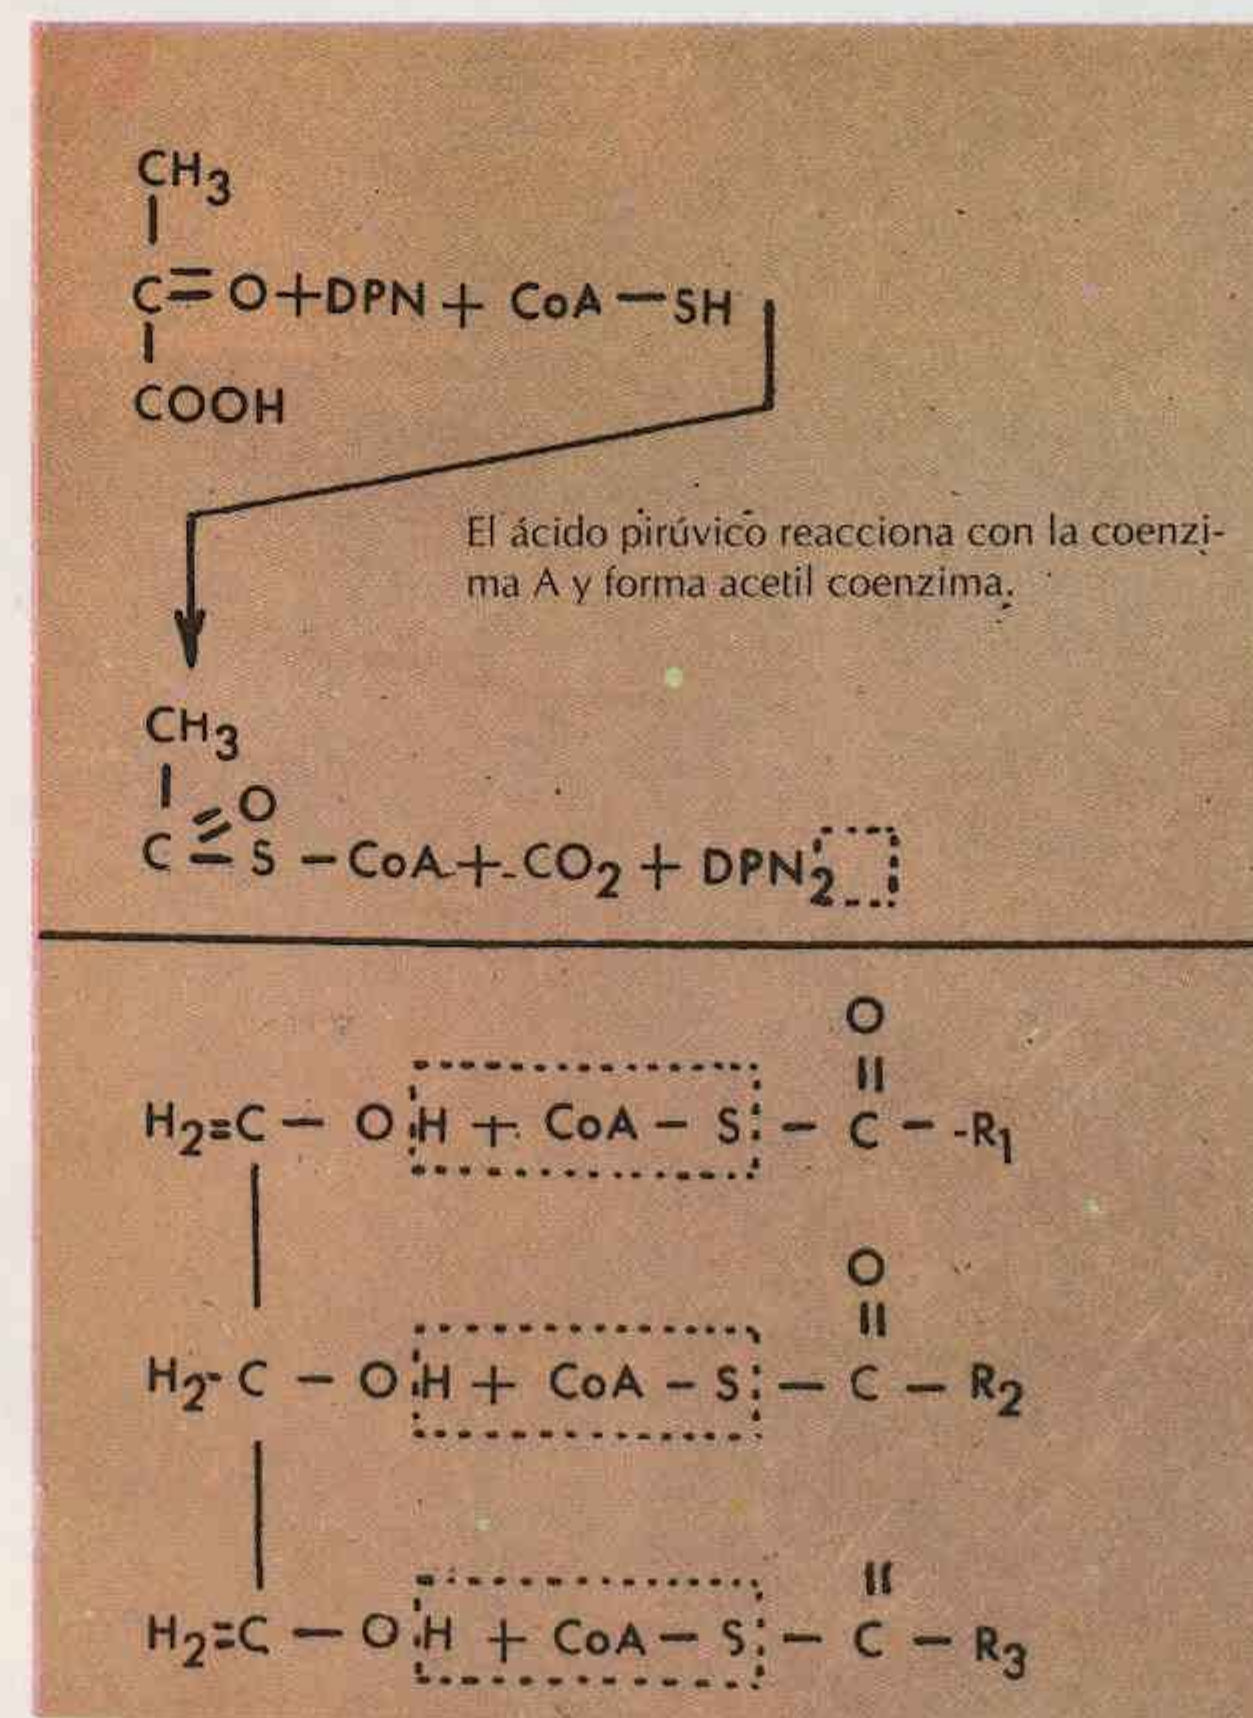 CH3
C=O+DPN+ CoA—SH
COOH
El ácido pirúvico reacciona con la coenzi-
ma A y forma acetil coenzima.
CH3
O
C=S—CoA+CO2+DPN2
O
H2=C—OH+CoA—S—C—-R1
O
H2-C—OH+CoA—S—C—R2
H2=C—OH+CoA—S—C—R3